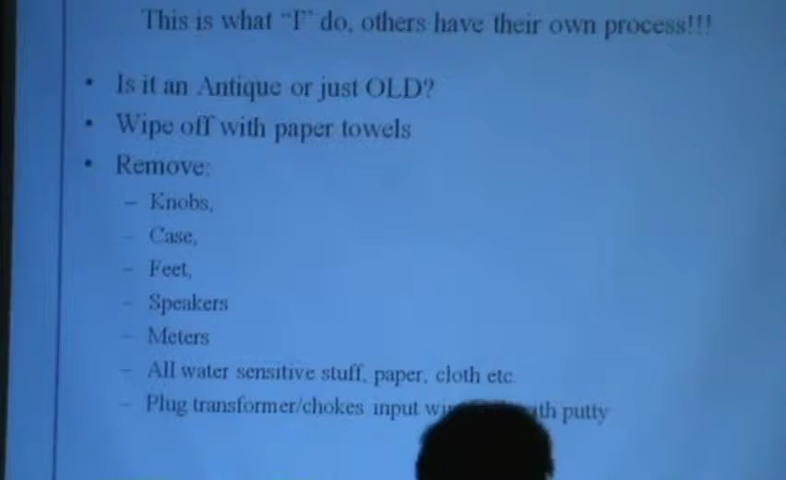 This is what "I" do, others have their own process!!!
• Is it an Antique or just OLD?
• Wipe off with paper towels
• Remove:
– Knobs,
– Case,
– Feet,
– Speakers
– Meters
– All water sensitive stuff, paper, cloth etc.
– Plug transformer/chokes input putty